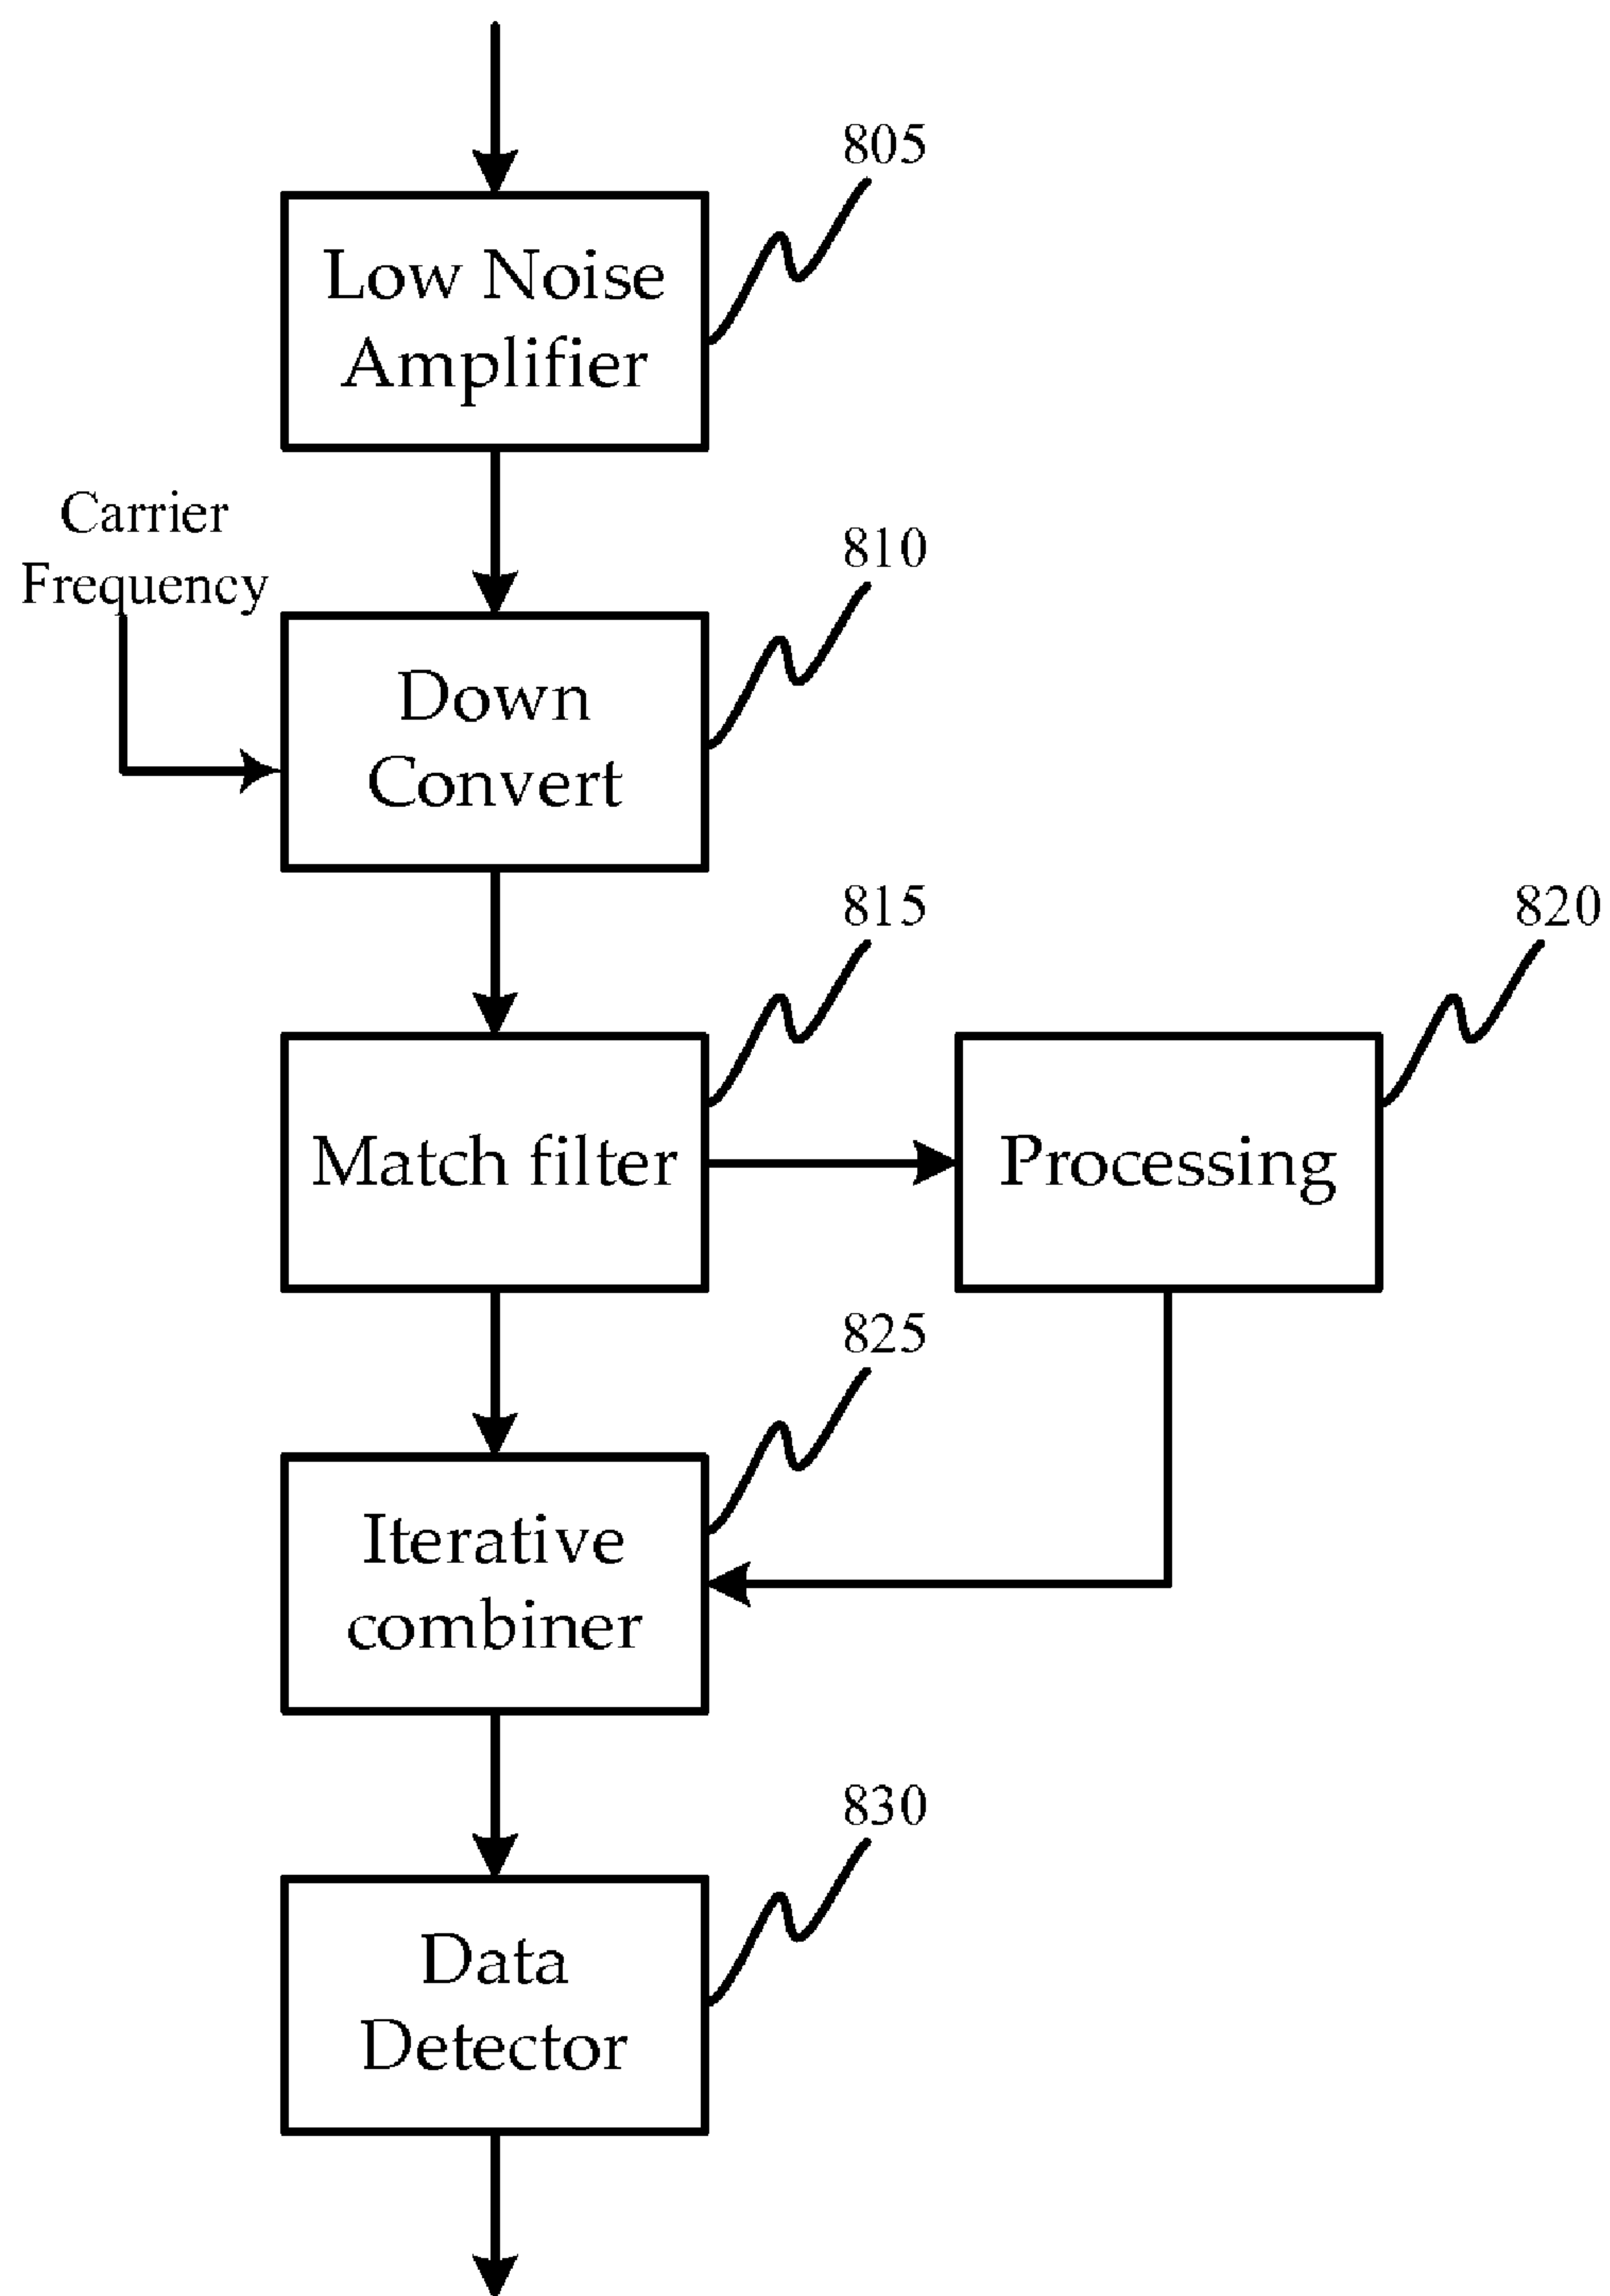 805
Low Noise
Amplifier
Carrier
Frequency
810
Down
Convert
815
820
Match filter
Processing
825
Iterative
combiner
830
Data
Detector